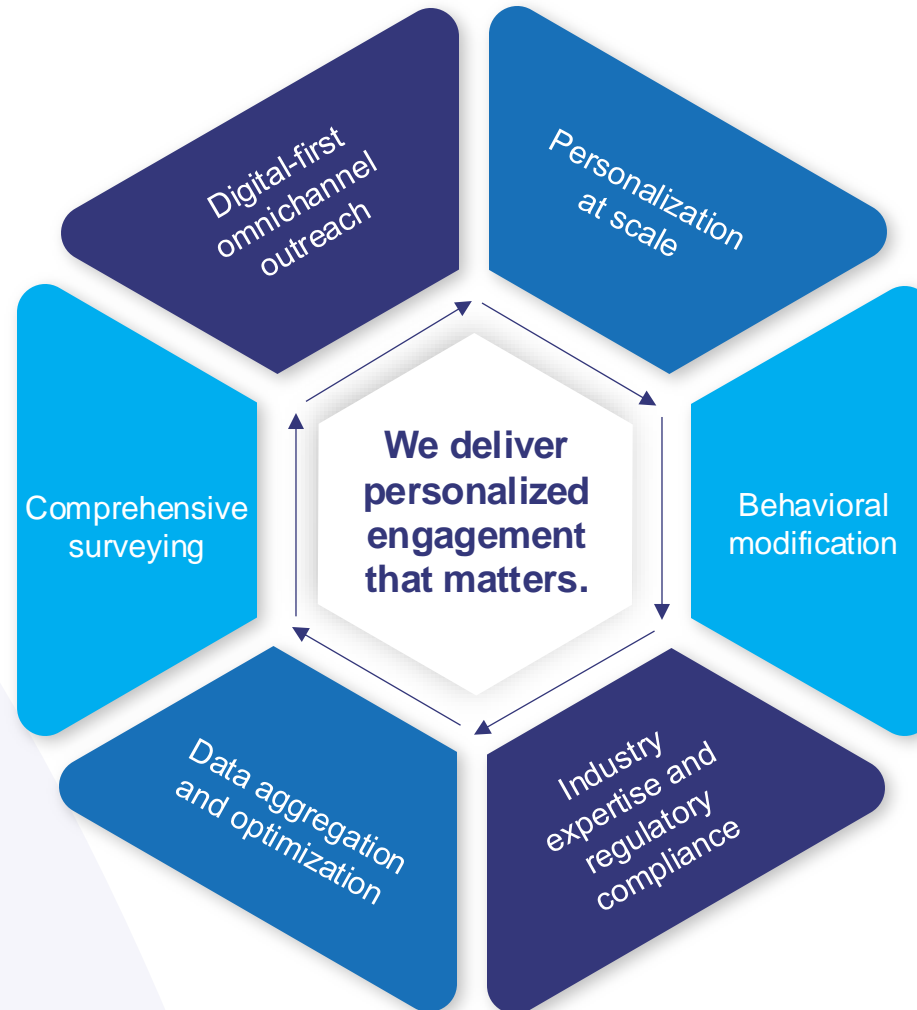 Digital-first
omnichannel
outreach
Personalization
at scale
Comprehensive
surveying
We deliver
personalized
engagement
that matters.
Behavioral
modification
Data aggregation
and optimization
Industry
expertise and
regulatory
compliance